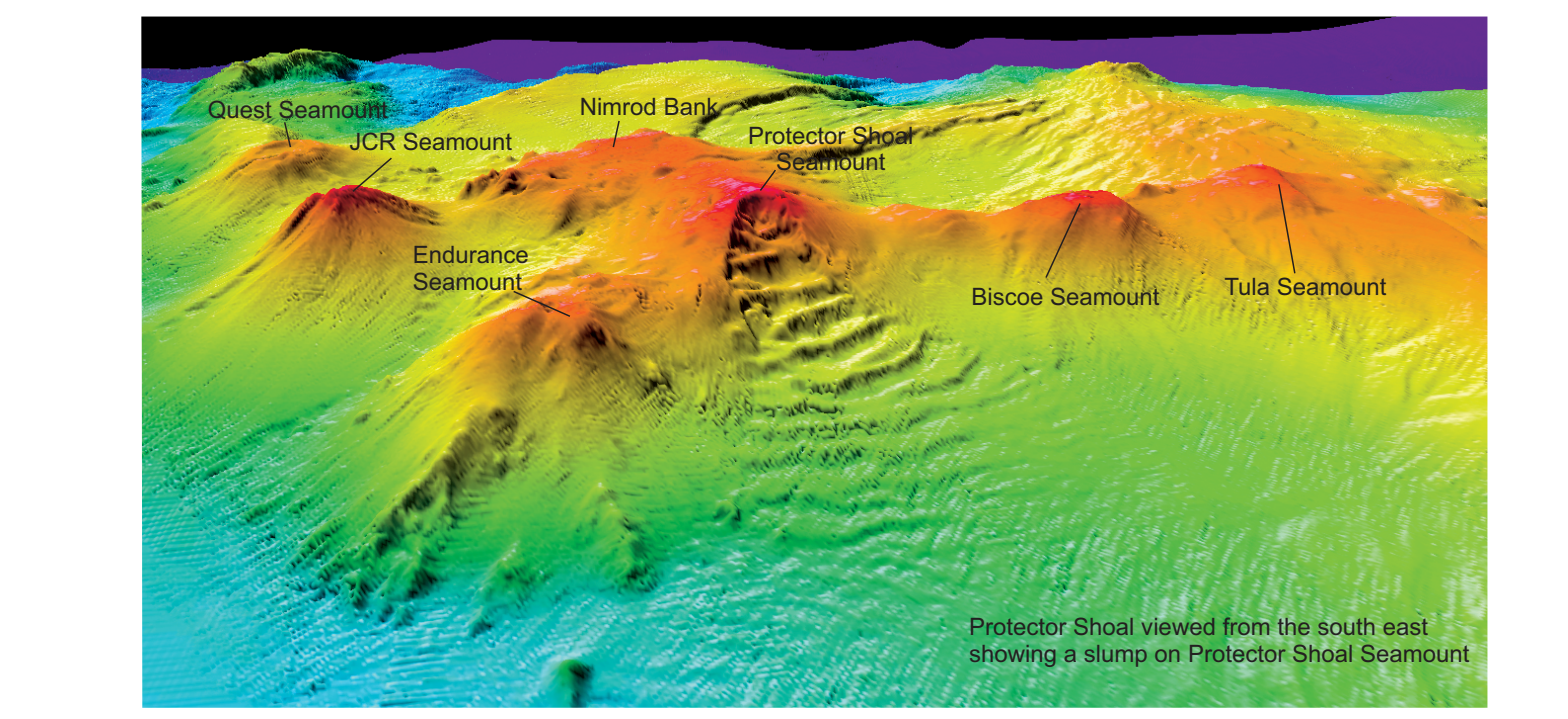 Quest Seamount
JCR Seamount
Nimrod Bank
Protector Shoal
Seamount
Endurance
Seamount
Biscoe Seamount
Tula Seamount
Protector Shoal viewed from the south east
showing a slump on Protector Shoal Seamount